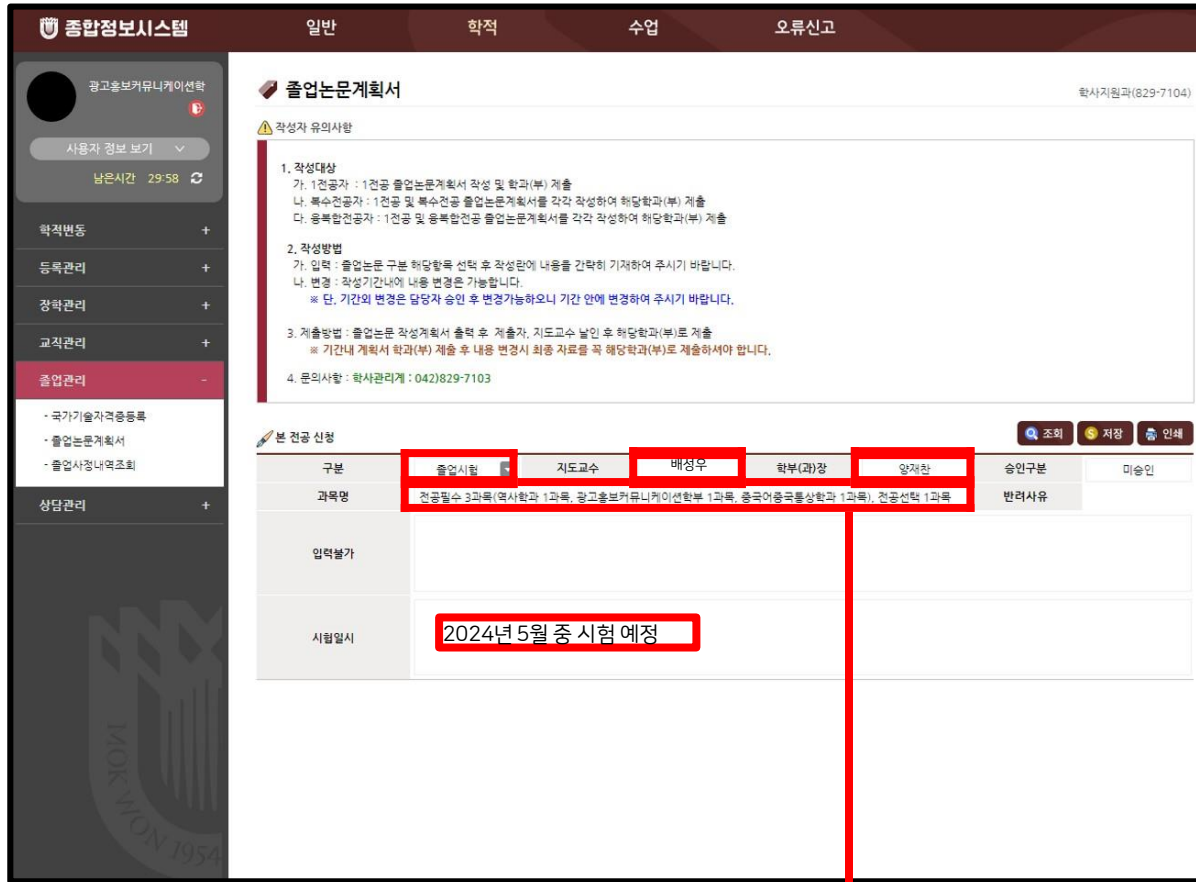 종합정보시스템
일반
학적
수업
오류신고
광고홍보커뮤니케이션학
사용자 정보 보기
남은시간 29:58
학적변동 +
등록관리 +
장학관리 +
교직관리 +
졸업관리 -
- 국가기술자격증등록
- 졸업논문계획서
- 졸업사정내역조회
상담관리 +
MOK WON 1954
졸업논문계획서
학사지원과(829-7104)
작성자 유의사항
1. 작성대상
가. 1전공자 : 1전공 졸업논문계획서 작성 및 학과(부) 제출
나. 복수전공자 : 1전공 및 복수전공 졸업논문계획서를 각각 작성하여 해당학과(부) 제출
다. 융복합전공자 : 1전공 및 융복합전공 졸업논문계획서를 각각 작성하여 해당학과(부) 제출
2. 작성방법
가. 입력 : 졸업논문 구분 해당항목 선택 후 작성란에 내용을 간략히 기재하여 주시기 바랍니다.
나. 변경 : 작성기간내에 내용 변경은 가능합니다.
※ 단, 기간외 변경은 담당자 승인 후 변경가능하오니 기간 안에 변경하여 주시기 바랍니다.
3. 제출방법 : 졸업논문 작성계획서 출력 후 제출자, 지도교수 날인 후 해당학과(부)로 제출
※ 기간내 계획서 학과(부) 제출 후 내용 변경시 최종 자료를 꼭 해당학과(부)로 제출하셔야 합니다.
4. 문의사항 : 학사관리계 : 042)829-7103
본 전공 신청
조회
저장
인쇄
구분 졸업시험 지도교수 배성우 학부(과)장 양재찬 승인구분 미승인
과목명 전공필수 3과목(역사학과 1과목, 광고홍보커뮤니케이션학부 1과목, 중국어중국통상학과 1과목), 전공선택 1과목 반려사유
입력불가
시험일시 2024년 5월 중 시험 예정